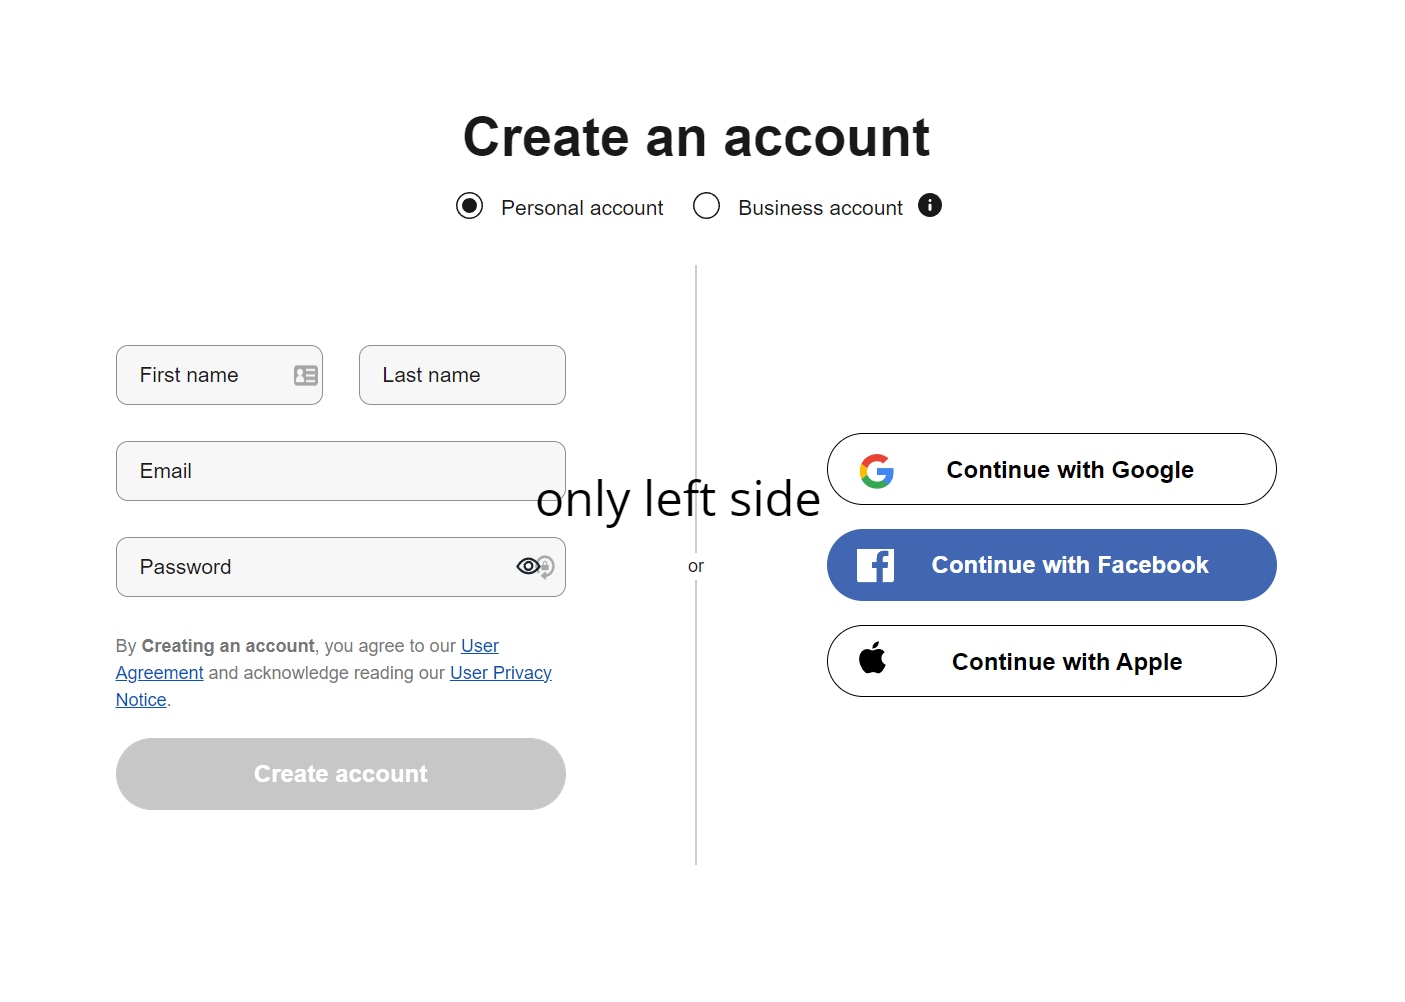 Create an account
Personal account Business account
First name Last name
Email
Password
By Creating an account, you agree to our User
Agreement and acknowledge reading our User Privacy
Notice.
Create account
only left side
or
Continue with Google
Continue with Facebook
Continue with Apple